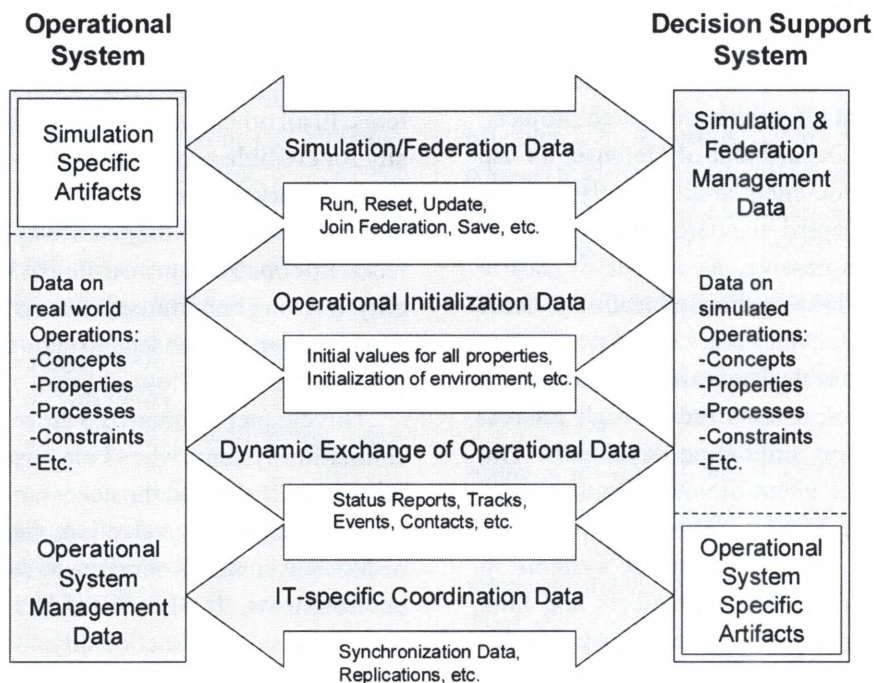 Operational
System
Decision Support
System
Simulation
Specific
Artifacts
Simulation/Federation Data
Run, Reset, Update,
Join Federation, Save, etc.
Simulation &
Federation
Management
Data
Data on
real world
Operations:
-Concepts
-Properties
-Processes
-Constraints
-Etc.
Operational Initialization Data
Initial values for all properties,
Initialization of environment, etc.
Data on
simulated
Operations:
-Concepts
-Properties
-Processes
-Constraints
-Etc.
Dynamic Exchange of Operational Data
Status Reports, Tracks,
Events, Contacts, etc.
Operational
System
Management
Data
IT-specific Coordination Data
Synchronization Data,
Replications, etc.
Operational
System
Specific
Artifacts